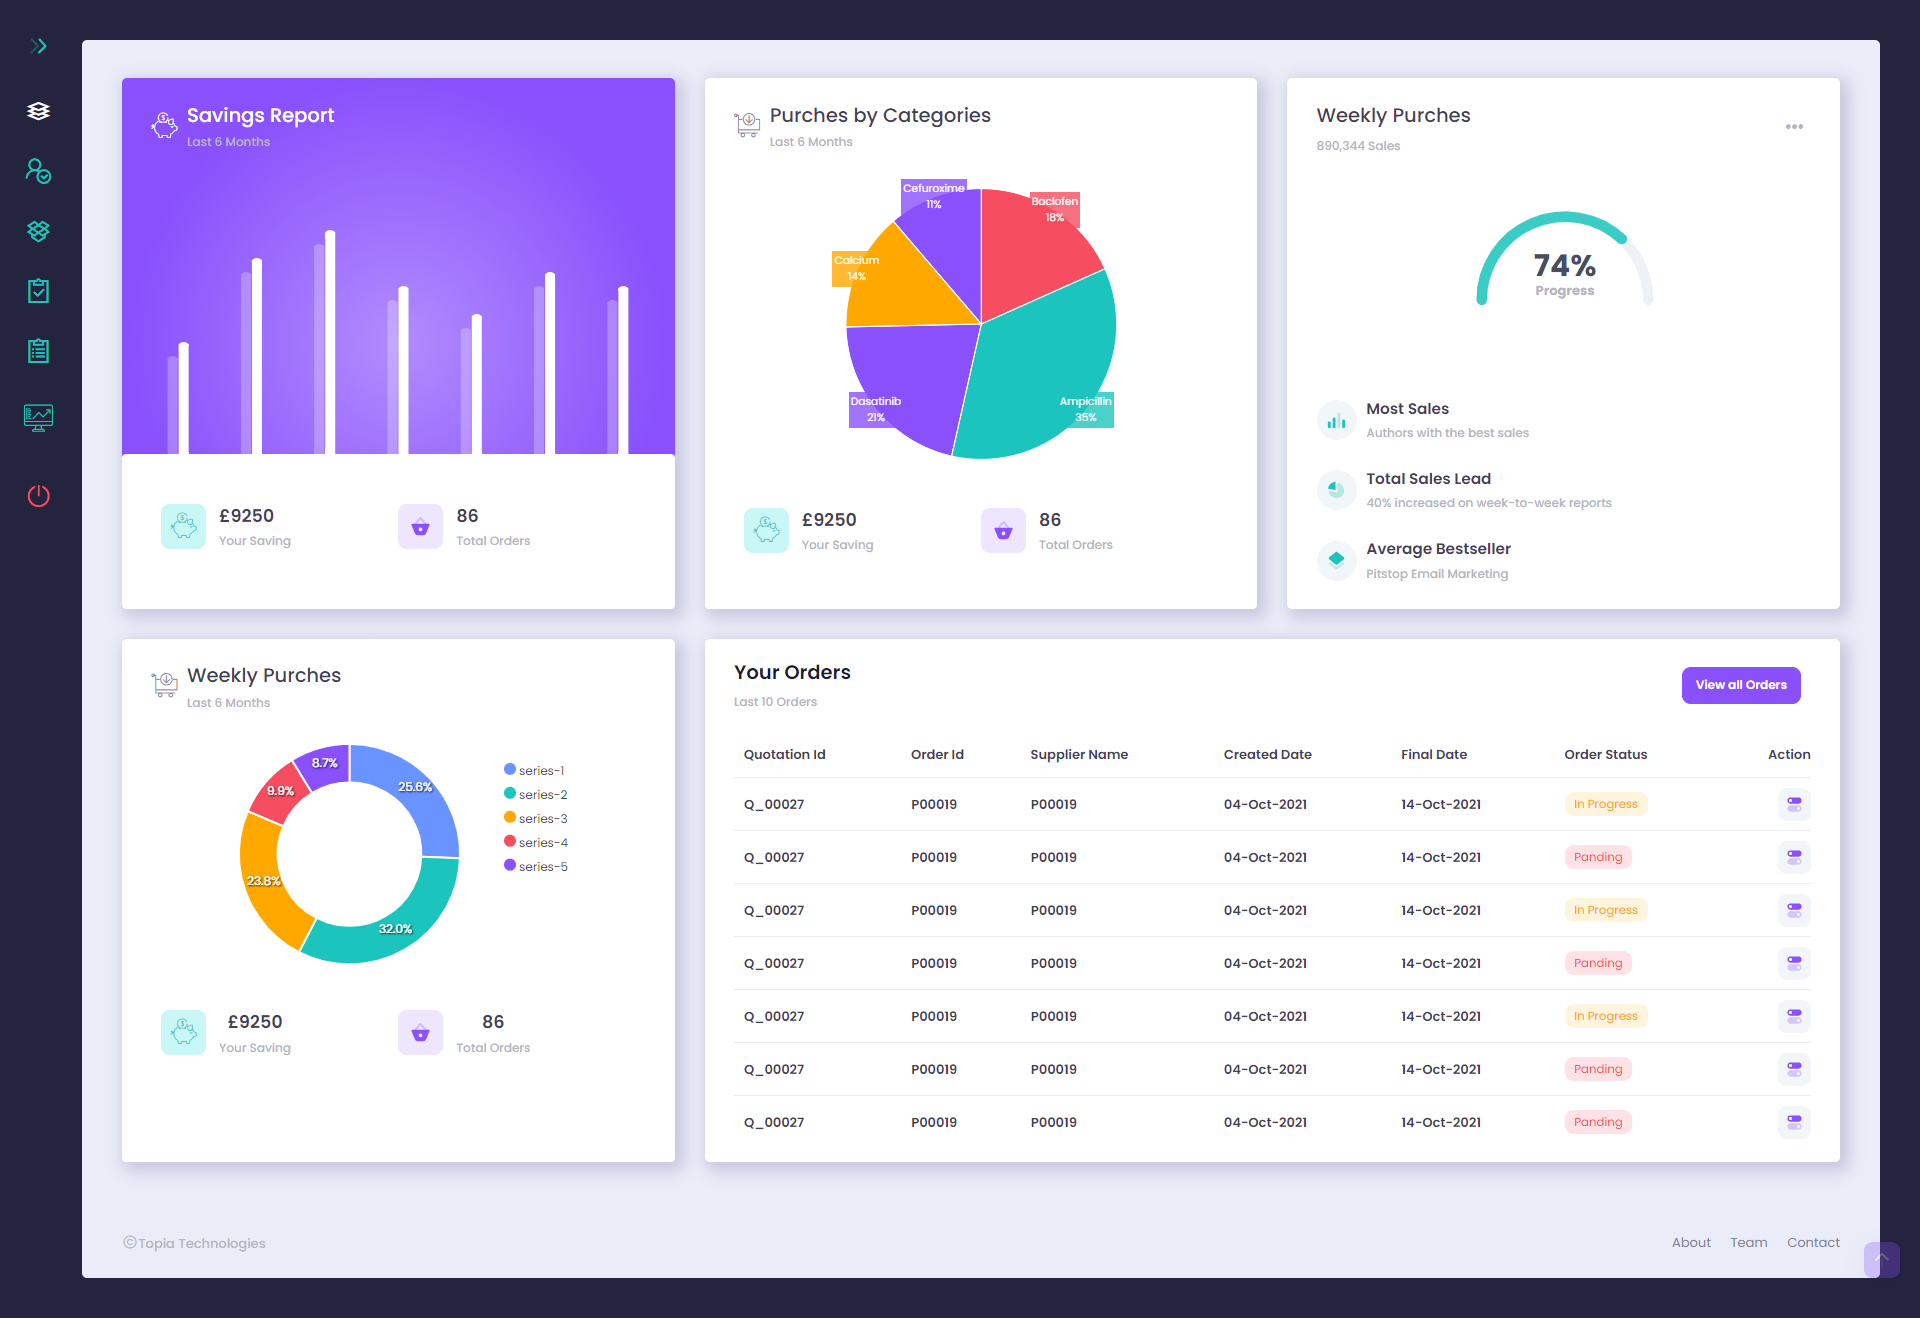 Savings Report
Last 6 Months
£9250
Your Saving
86
Total Orders
Purches by Categories
Last 6 Months
Cefuroxime
11%
Baclofen
18%
Calcium
14%
Dasatinib
21%
Ampicillin
35%
£9250
Your Saving
86
Total Orders
Weekly Purches
890,344 Sales
74%
Progress
Most Sales
Authors with the best sales
Total Sales Lead
40% increased on week-to-week reports
Average Bestseller
Pitstop Email Marketing
Weekly Purches
Last 6 Months
8.7%
25.6%
9.9%
23.8%
32.0%
series-1
series-2
series-3
series-4
series-5
£9250
Your Saving
86
Total Orders
Your Orders
Last 10 Orders
View all Orders
Quotation Id Order Id Supplier Name Created Date Final Date Order Status Action
Q_00027 P00019 P00019 04-Oct-2021 14-Oct-2021 In Progress
Q_00027 P00019 P00019 04-Oct-2021 14-Oct-2021 Panding
Q_00027 P00019 P00019 04-Oct-2021 14-Oct-2021 In Progress
Q_00027 P00019 P00019 04-Oct-2021 14-Oct-2021 Panding
Q_00027 P00019 P00019 04-Oct-2021 14-Oct-2021 In Progress
Q_00027 P00019 P00019 04-Oct-2021 14-Oct-2021 Panding
Q_00027 P00019 P00019 04-Oct-2021 14-Oct-2021 Panding
©Topia Technologies
About Team Contact